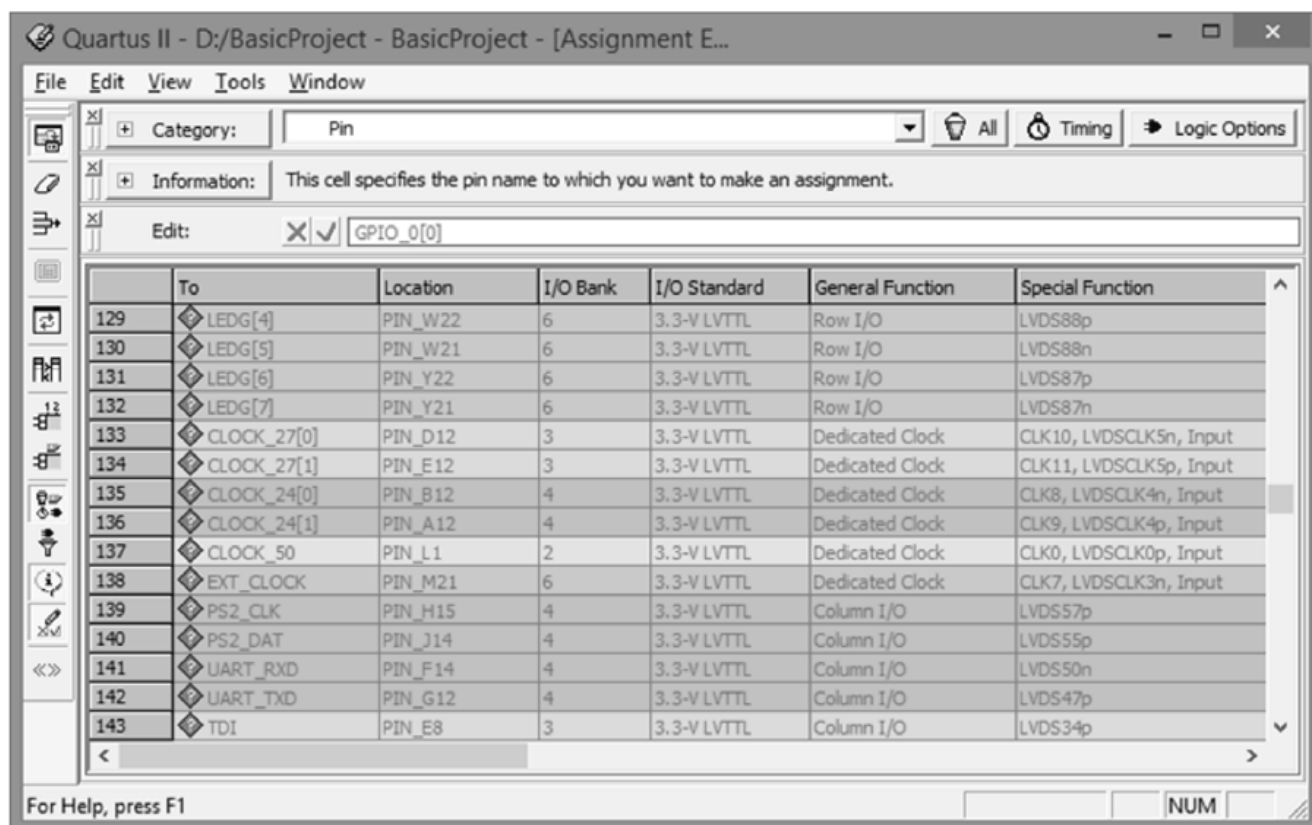 Quartus II - D:/BasicProject - BasicProject - [Assignment E...
File Edit View Tools Window
Category: Pin All Timing Logic Options
Information: This cell specifies the pin name to which you want to make an assignment.
Edit: GPIO_0[0]
To Location I/O Bank I/O Standard General Function Special Function
129 LEDG[4] PIN_W22 6 3.3-V LVTTL Row I/O LVDS88p
130 LEDG[5] PIN_W21 6 3.3-V LVTTL Row I/O LVDS88n
131 LEDG[6] PIN_Y22 6 3.3-V LVTTL Row I/O LVDS87p
132 LEDG[7] PIN_Y21 6 3.3-V LVTTL Row I/O LVDS87n
133 CLOCK_27[0] PIN_D12 3 3.3-V LVTTL Dedicated Clock CLK10, LVDSCLK5n, Input
134 CLOCK_27[1] PIN_E12 3 3.3-V LVTTL Dedicated Clock CLK11, LVDSCLK5p, Input
135 CLOCK_24[0] PIN_B12 4 3.3-V LVTTL Dedicated Clock CLK8, LVDSCLK4n, Input
136 CLOCK_24[1] PIN_A12 4 3.3-V LVTTL Dedicated Clock CLK9, LVDSCLK4p, Input
137 CLOCK_50 PIN_L1 2 3.3-V LVTTL Dedicated Clock CLK0, LVDSCLK0p, Input
138 EXT_CLOCK PIN_M21 6 3.3-V LVTTL Dedicated Clock CLK7, LVDSCLK3n, Input
139 PS2_CLK PIN_H15 4 3.3-V LVTTL Column I/O LVDS57p
140 PS2_DAT PIN_J14 4 3.3-V LVTTL Column I/O LVDS55p
141 UART_RXD PIN_F14 4 3.3-V LVTTL Column I/O LVDS50n
142 UART_TXD PIN_G12 4 3.3-V LVTTL Column I/O LVDS47p
143 TDI PIN_E8 3 3.3-V LVTTL Column I/O LVDS34p
For Help, press F1 NUM